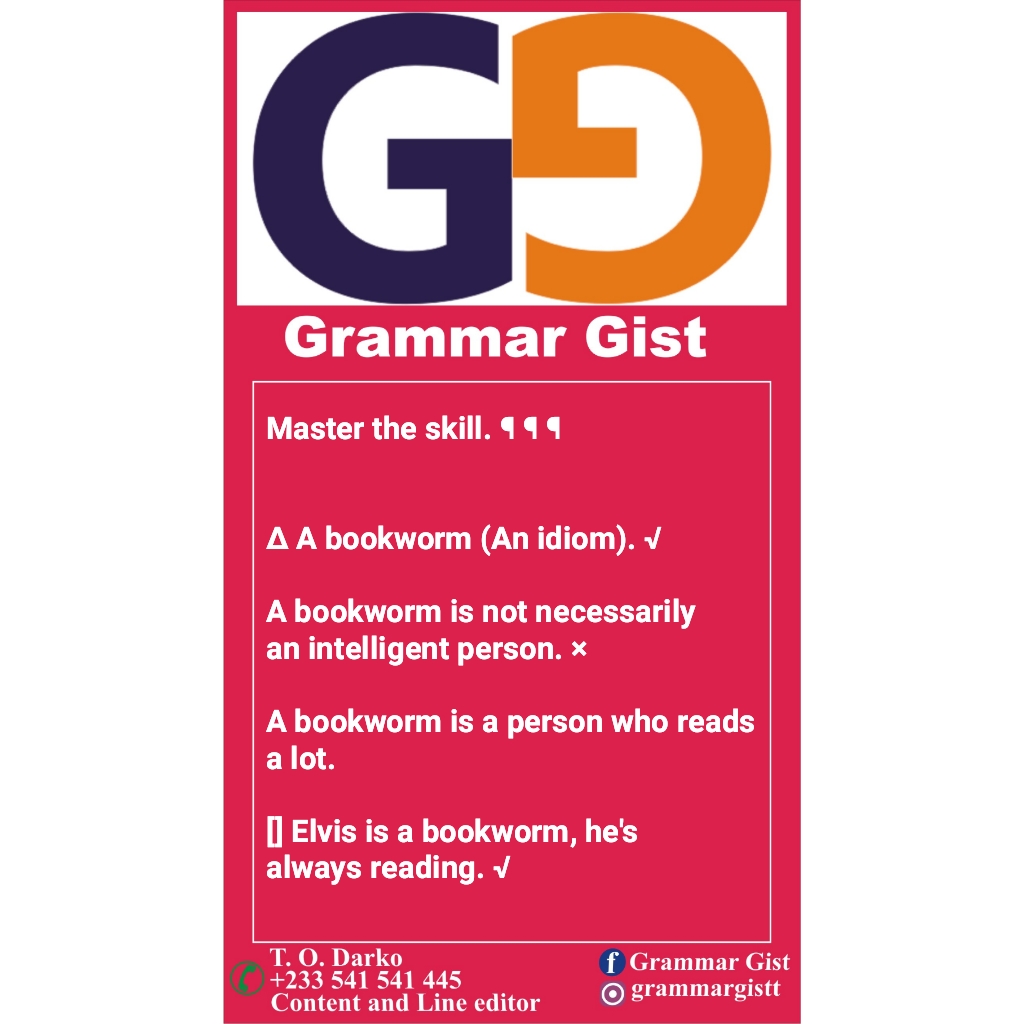 GG
Grammar Gist
Master the skill. ¶ ¶ ¶
Δ A bookworm (An idiom). √
A bookworm is not necessarily
an intelligent person. ×
A bookworm is a person who reads
a lot.
[] Elvis is a bookworm, he's
always reading. √
T. O. Darko
+233 541 541 445
Content and Line editor
f Grammar Gist
grammargistt